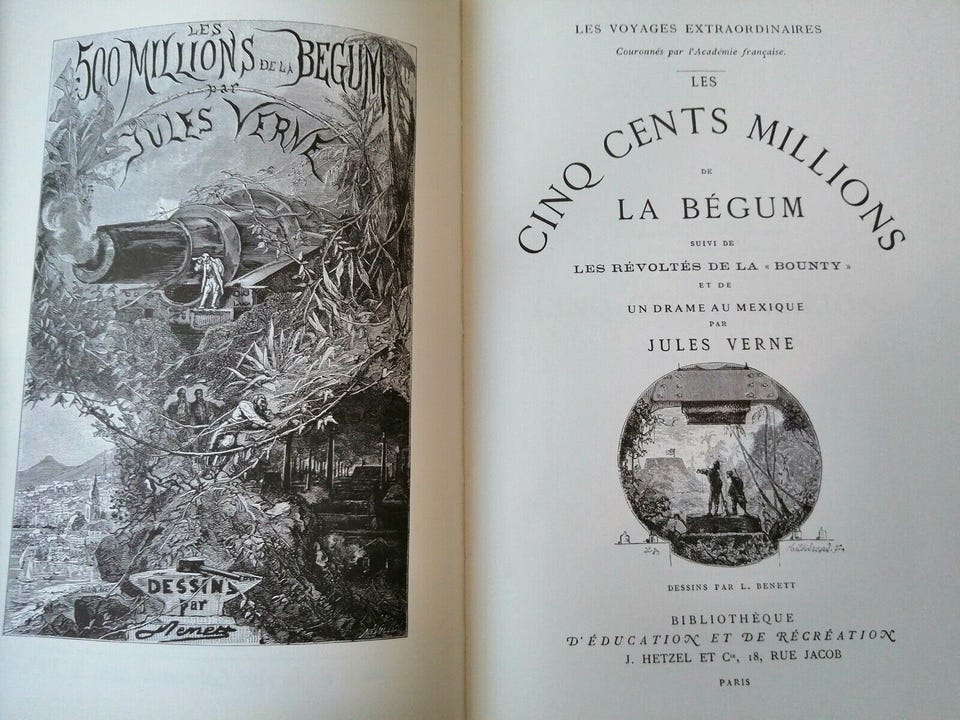 LES
500 MILLIONS DE LA BEGUM
par
JULES VERNE
DESSINS
par
Benett
LES VOYAGES EXTRAORDINAIRES
Couronnés par l'Académie française.
LES
CINQ CENTS MILLIONS
DE
LA BÉGUM
SUIVI DE
LES RÉVOLTÉS DE LA « BOUNTY »
ET DE
UN DRAME AU MEXIQUE
PAR
JULES VERNE
DESSINS PAR L. BENETT
BIBLIOTHÈQUE
D'ÉDUCATION ET DE RÉCRÉATION
J. HETZEL ET Cie, 18, RUE JACOB
PARIS